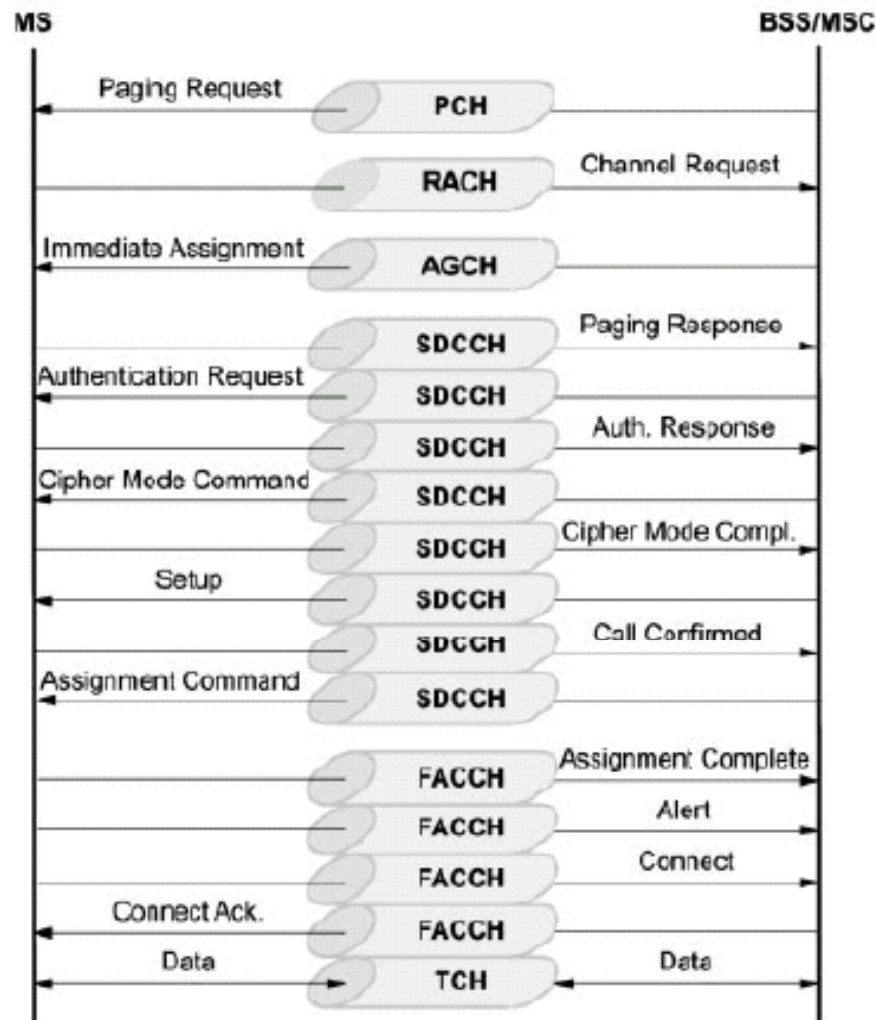 MS BSS/MSC
Paging Request PCH
RACH Channel Request
Immediate Assignment AGCH
SDCCH Paging Response
Authentication Request SDCCH
SDCCH Auth. Response
Cipher Mode Command SDCCH
SDCCH Cipher Mode Compl.
Setup SDCCH
SDCCH Call Confirmed
Assignment Command SDCCH
FACCH Assignment Complete
FACCH Alert
FACCH Connect
Connect Ack. FACCH
Data TCH Data